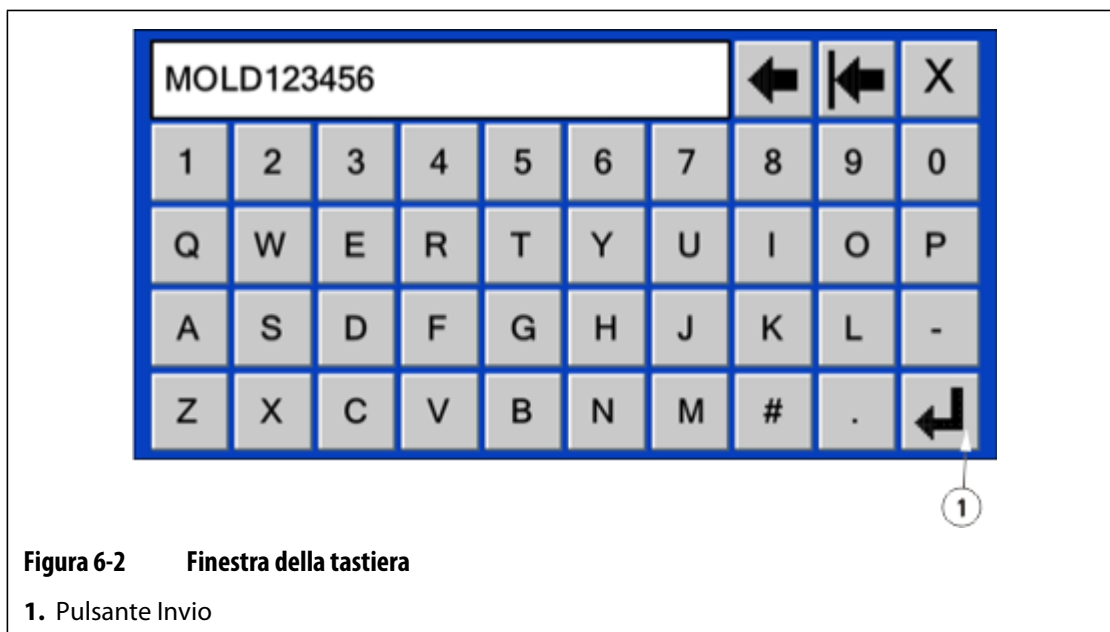 MOLD123456 X
1 2 3 4 5 6 7 8 9 0
Q W E R T Y U I O P
A S D F G H J K L -
Z X C V B N M # .
1
Figura 6-2 Finestra della tastiera
1. Pulsante Invio